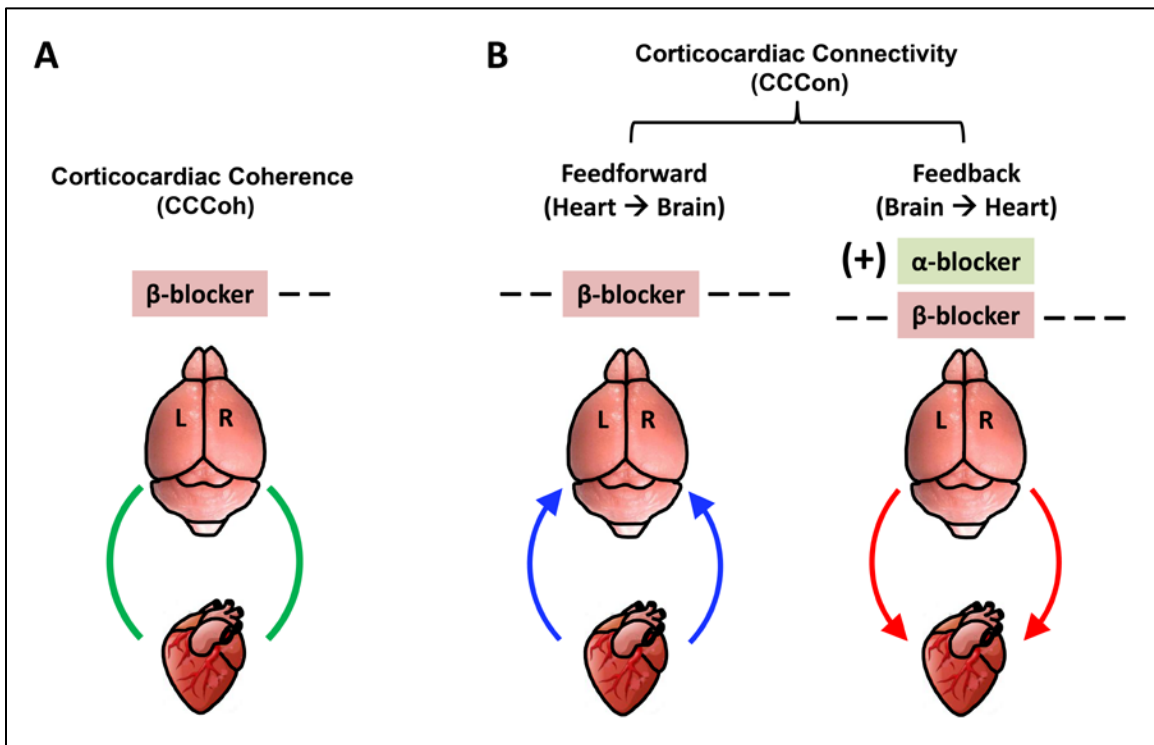 A
Corticocardiac Coherence
(CCCoh)
β-blocker – –
L R
B
Corticocardiac Connectivity
(CCCon)
Feedforward
(Heart → Brain)
– – β-blocker – – –
L R
Feedback
(Brain → Heart)
(+) α-blocker
– – β-blocker – – –
L R